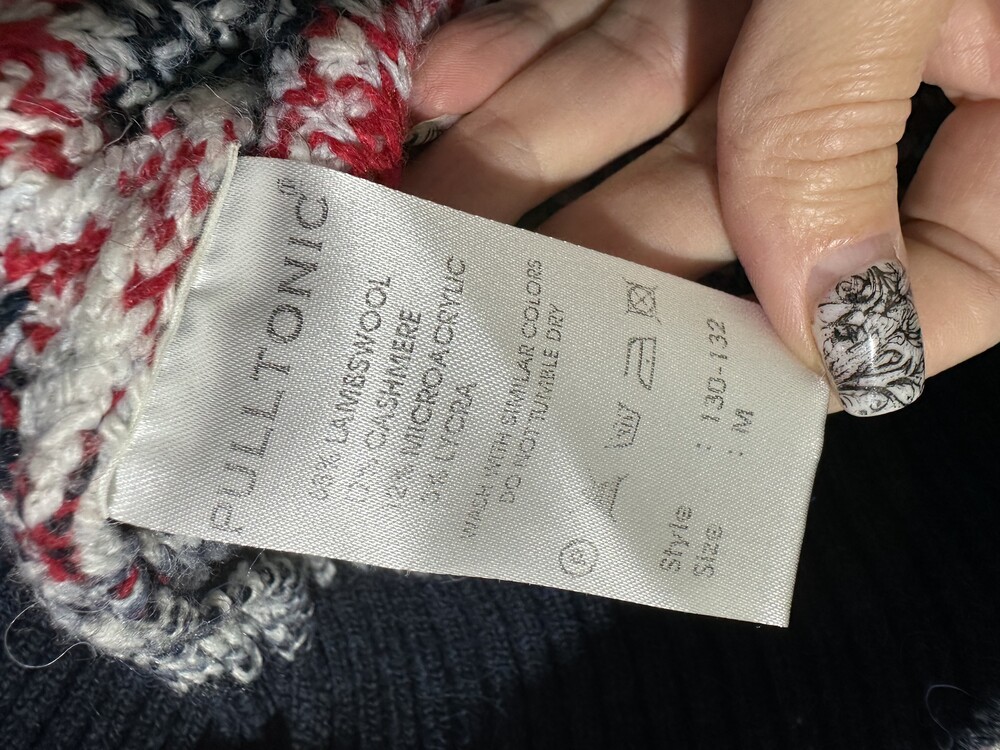 PULLTONIC®
LAMBSWOOL
CASHMERE
MICROACRYLIC
LYCRA
WASH WITH SIMILAR COLORS
DO NOT TUMBLE DRY
Style : 130-132
Size : M